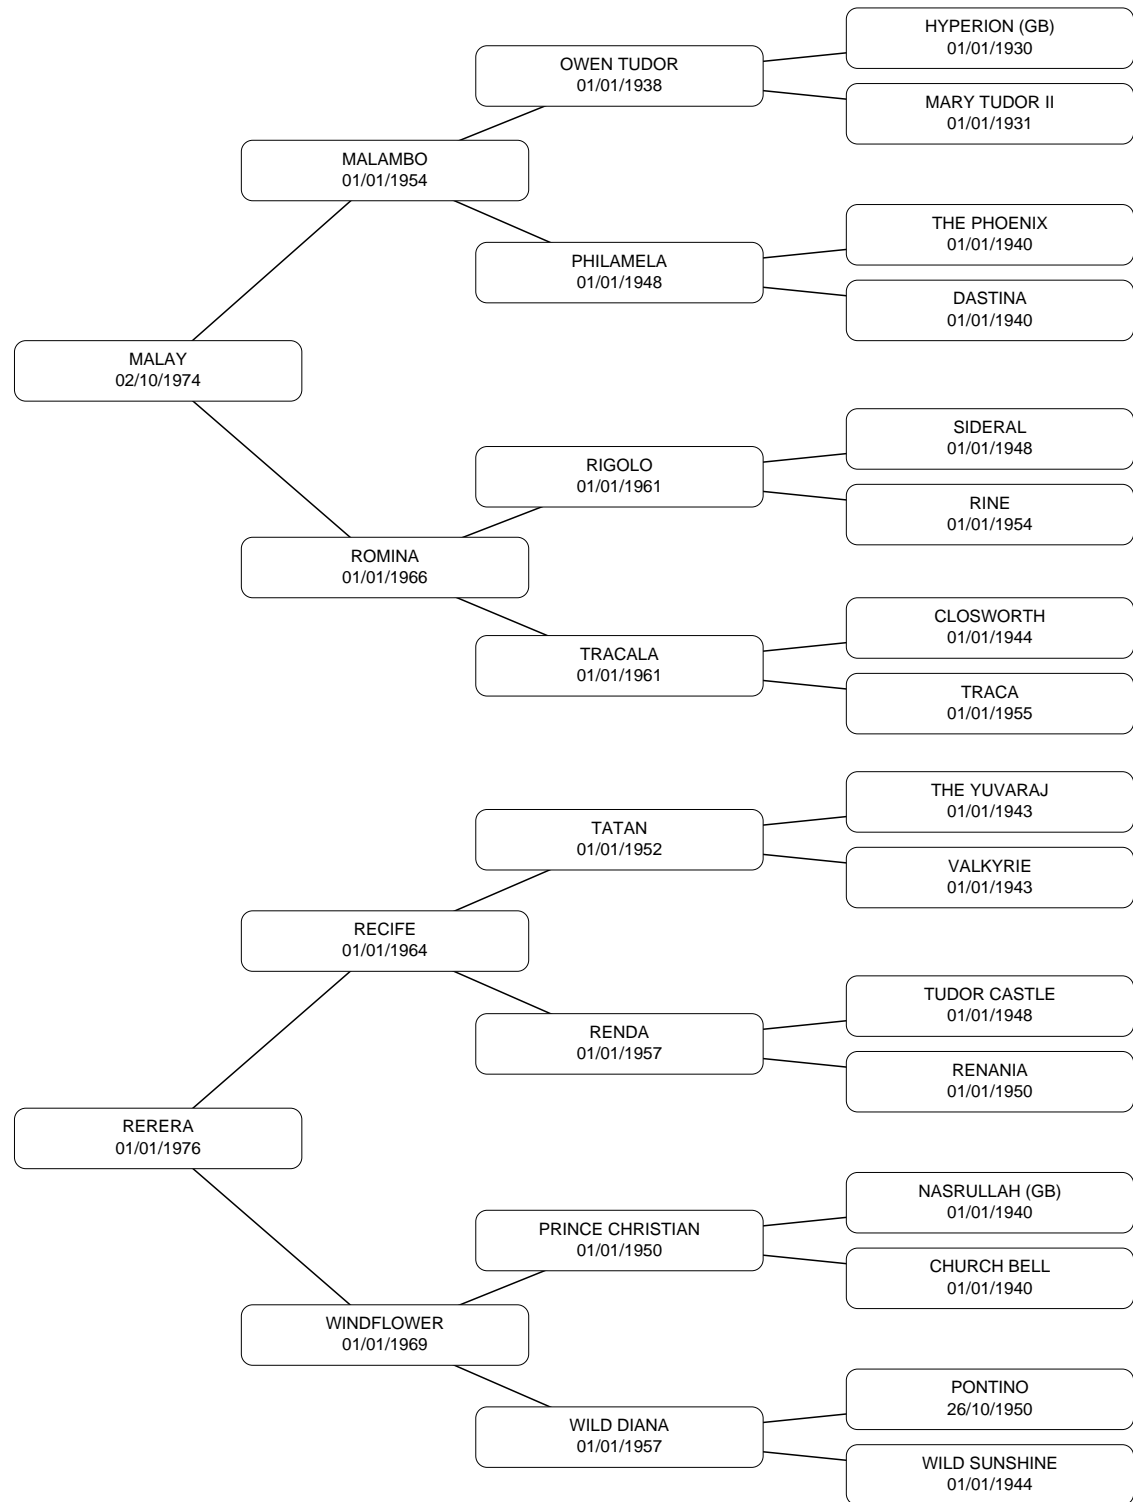 HYPERION (GB)
01/01/1930
OWEN TUDOR
01/01/1938
MARY TUDOR II
01/01/1931
MALAMBO
01/01/1954
THE PHOENIX
01/01/1940
PHILAMELA
01/01/1948
DASTINA
01/01/1940
MALAY
02/10/1974
SIDERAL
01/01/1948
RIGOLO
01/01/1961
RINE
01/01/1954
ROMINA
01/01/1966
CLOSWORTH
01/01/1944
TRACALA
01/01/1961
TRACA
01/01/1955
THE YUVARAJ
01/01/1943
TATAN
01/01/1952
VALKYRIE
01/01/1943
RECIFE
01/01/1964
TUDOR CASTLE
01/01/1948
RENDA
01/01/1957
RENANIA
01/01/1950
RERERA
01/01/1976
NASRULLAH (GB)
01/01/1940
PRINCE CHRISTIAN
01/01/1950
CHURCH BELL
01/01/1940
WINDFLOWER
01/01/1969
PONTINO
26/10/1950
WILD DIANA
01/01/1957
WILD SUNSHINE
01/01/1944